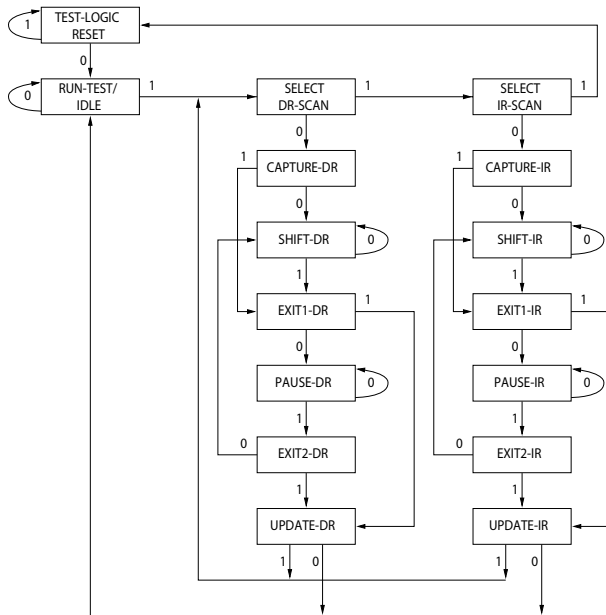 TEST-LOGIC
RESET
1
0
RUN-TEST/
IDLE
0
1
SELECT
DR-SCAN
1
SELECT
IR-SCAN
1
0
0
1
CAPTURE-DR
1
CAPTURE-IR
0
0
SHIFT-DR
0
SHIFT-IR
0
1
1
EXIT1-DR
1
EXIT1-IR
1
0
0
PAUSE-DR
0
PAUSE-IR
0
1
1
0
EXIT2-DR
0
EXIT2-IR
1
1
UPDATE-DR
UPDATE-IR
1
0
1
0